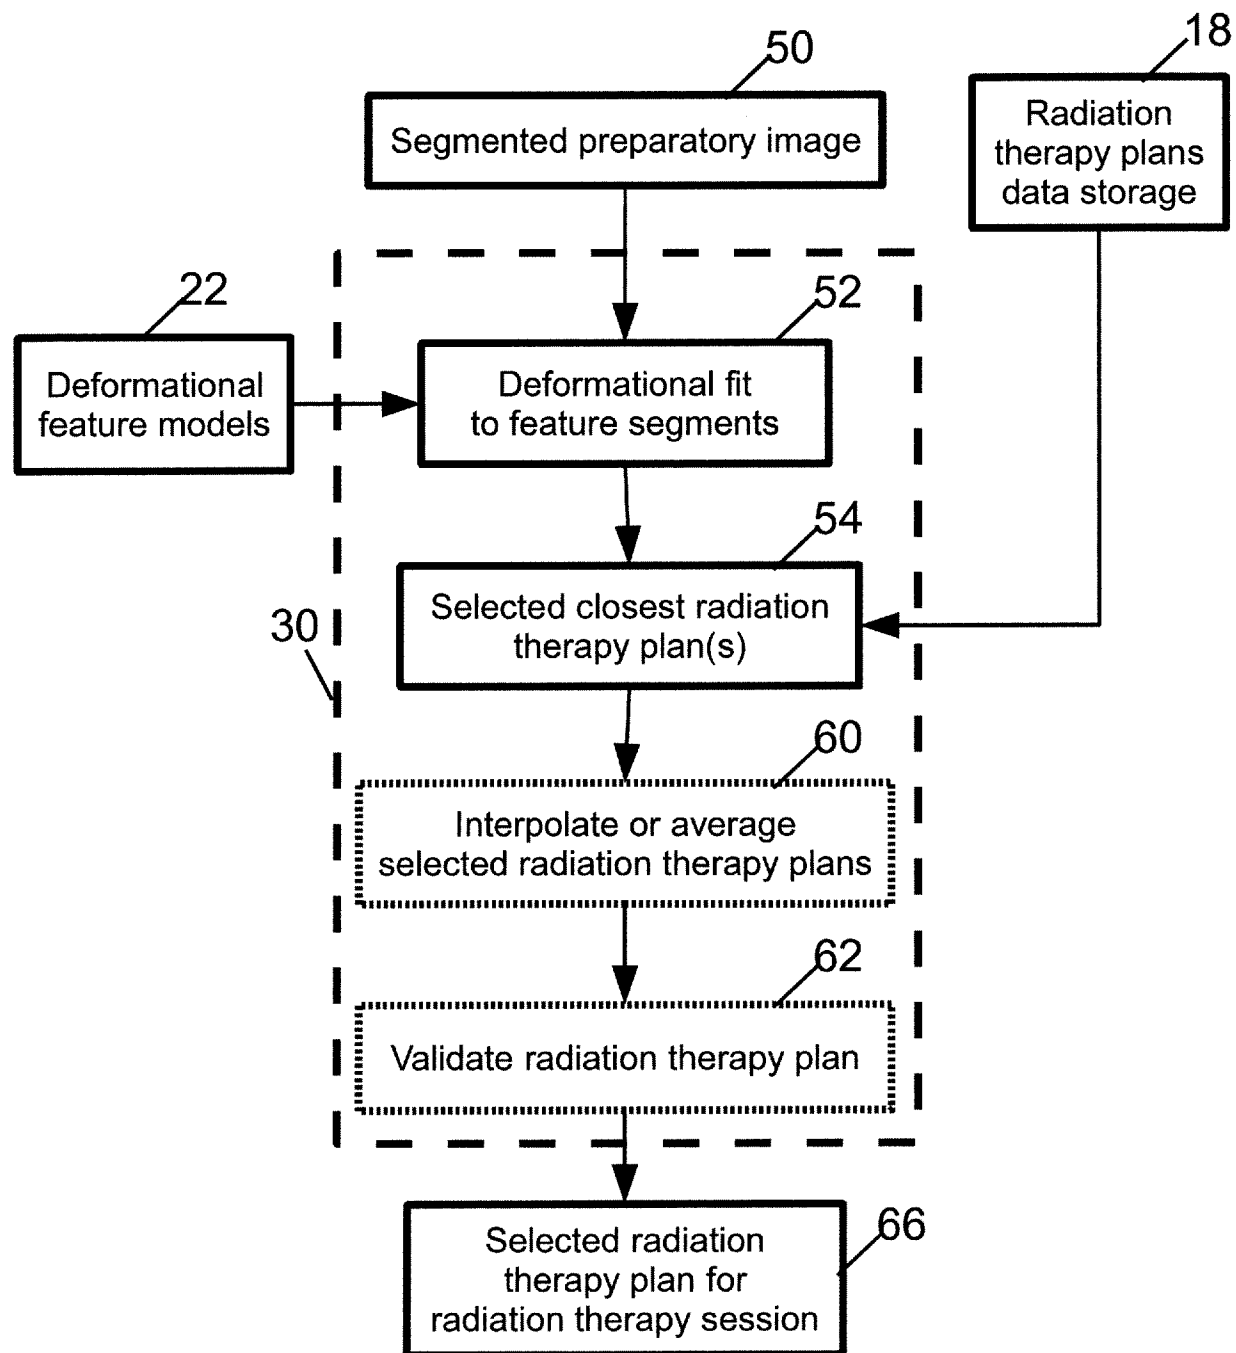 50
Segmented preparatory image
18
Radiation
therapy plans
data storage
22
Deformational
feature models
52
Deformational fit
to feature segments
54
Selected closest radiation
therapy plan(s)
30
60
Interpolate or average
selected radiation therapy plans
62
Validate radiation therapy plan
66
Selected radiation
therapy plan for
radiation therapy session